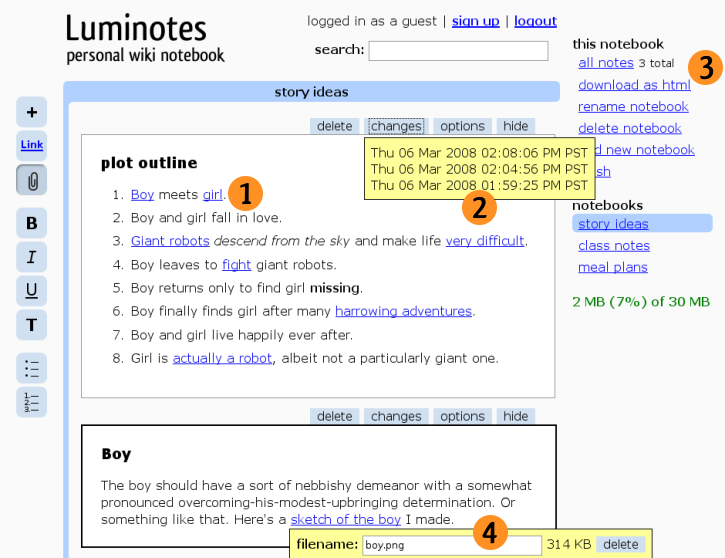 Luminotes
personal wiki notebook
logged in as a guest | sign up | logout
search:
this notebook
all notes 3 total
3
download as html
rename notebook
delete notebook
new notebook
notebooks
story ideas
class notes
meal plans
2 MB (7%) of 30 MB
+
Link
B
I
U
T
1
2
3
story ideas
delete changes options hide
Thu 06 Mar 2008 02:08:06 PM PST
Thu 06 Mar 2008 02:04:56 PM PST
Thu 06 Mar 2008 01:59:25 PM PST
2
plot outline
1. Boy meets girl.
1
2. Boy and girl fall in love.
3. Giant robots descend from the sky and make life very difficult.
4. Boy leaves to fight giant robots.
5. Boy returns only to find girl missing.
6. Boy finally finds girl after many harrowing adventures.
7. Boy and girl live happily ever after.
8. Girl is actually a robot, albeit not a particularly giant one.
delete changes options hide
Boy
The boy should have a sort of nebbishy demeanor with a somewhat
pronounced overcoming-his-modest-upbringing determination. Or
something like that. Here's a sketch of the boy I made.
4
filename: boy.png 314 KB delete